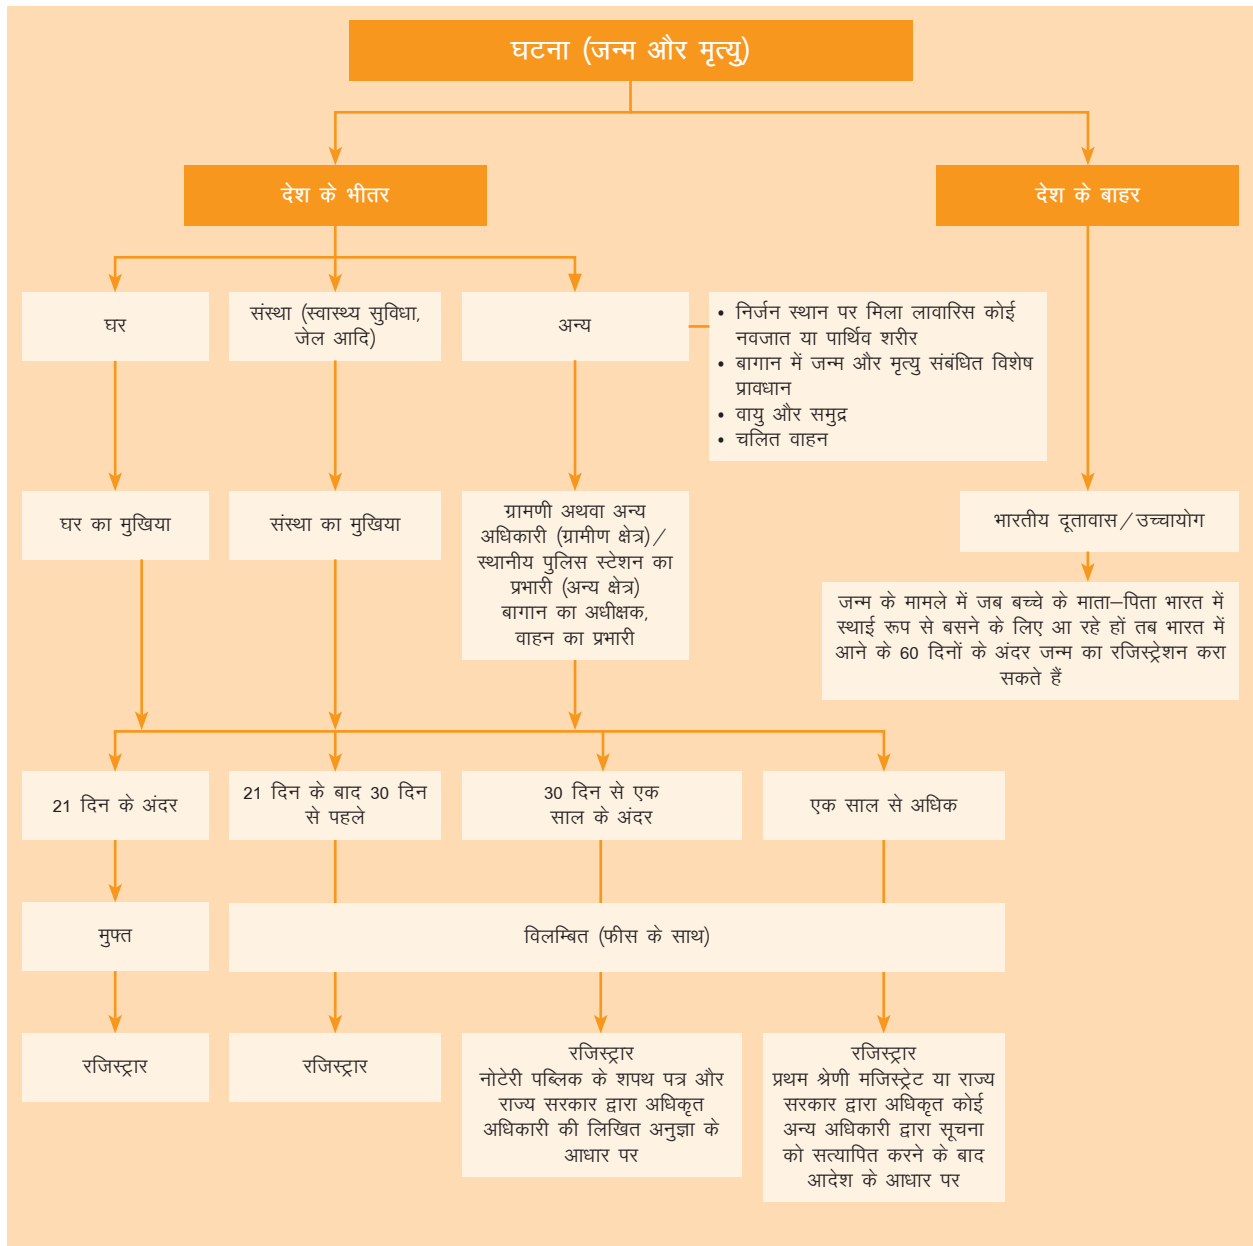 घटना (जन्म और मृत्यु)
देश के भीतर
देश के बाहर
घर
संस्था (स्वास्थ्य सुविधा,
जेल आदि)
अन्य
• निर्जन स्थान पर मिला लावारिस कोई
नवजात या पार्थिव शरीर
• बागान में जन्म और मृत्यु संबंधित विशेष
प्रावधान
• वायु और समुद्र
• चलित वाहन
घर का मुखिया
संस्था का मुखिया
ग्रामणी अथवा अन्य
अधिकारी (ग्रामीण क्षेत्र)/
स्थानीय पुलिस स्टेशन का
प्रभारी (अन्य क्षेत्र)
बागान का अधीक्षक,
वाहन का प्रभारी
भारतीय दूतावास/उच्चायोग
जन्म के मामले में जब बच्चे के माता–पिता भारत में
स्थाई रूप से बसने के लिए आ रहे हों तब भारत में
आने के 60 दिनों के अंदर जन्म का रजिस्ट्रेशन करा
सकते हैं
21 दिन के अंदर
21 दिन के बाद 30 दिन
से पहले
30 दिन से एक
साल के अंदर
एक साल से अधिक
मुफ्त
विलम्बित (फीस के साथ)
रजिस्ट्रार
रजिस्ट्रार
रजिस्ट्रार
नोटेरी पब्लिक के शपथ पत्र और
राज्य सरकार द्वारा अधिकृत
अधिकारी की लिखित अनुज्ञा के
आधार पर
रजिस्ट्रार
प्रथम श्रेणी मजिस्ट्रेट या राज्य
सरकार द्वारा अधिकृत कोई
अन्य अधिकारी द्वारा सूचना
को सत्यापित करने के बाद
आदेश के आधार पर